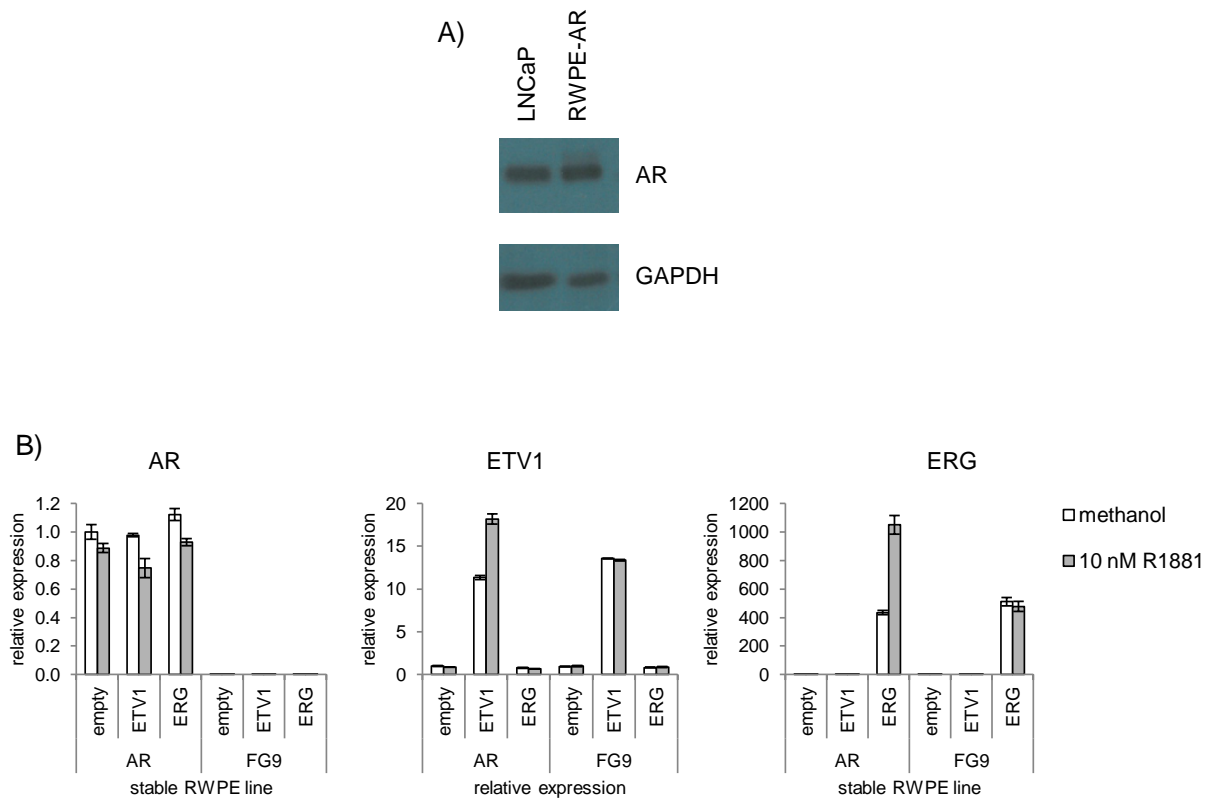 A)
LNCaP
RWPE-AR
AR
GAPDH
B)
AR
relative expression
1.2
1.0
0.8
0.6
0.4
0.2
0.0
empty
ETV1
ERG
empty
ETV1
ERG
AR
FG9
stable RWPE line
ETV1
relative expression
20
15
10
5
0
empty
ETV1
ERG
empty
ETV1
ERG
AR
FG9
relative expression
ERG
relative expression
1200
1000
800
600
400
200
0
empty
ETV1
ERG
empty
ETV1
ERG
AR
FG9
stable RWPE line
methanol
10 nM R1881